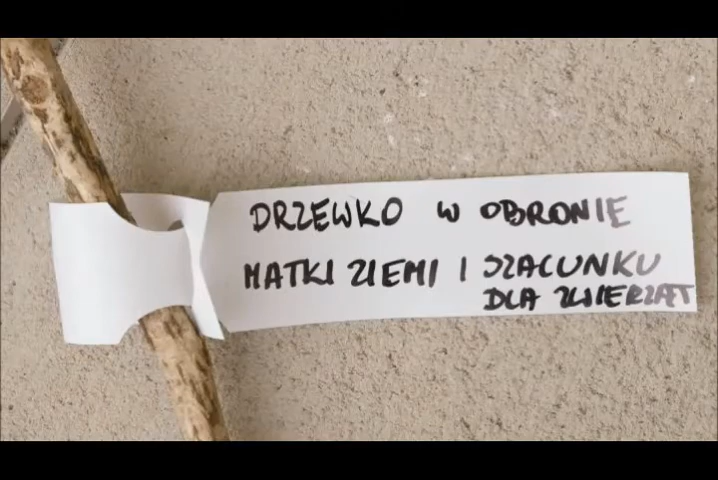 DRZEWKO W OBRONIE
MATKI ZIEMI I SZACUNKU
DLA ZWIERZĄT